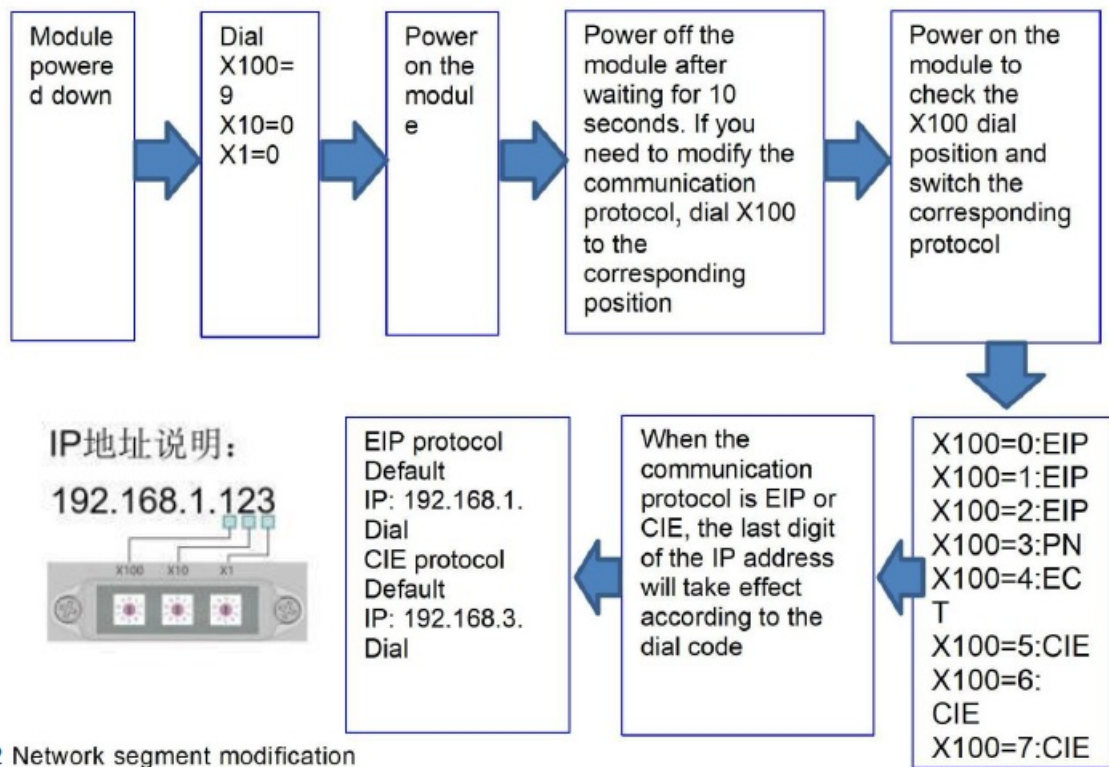 Module
powere
d down
Dial
X100=
9
X10=0
X1=0
Power
on the
modul
e
Power off the
module after
waiting for 10
seconds. If you
need to modify the
communication
protocol, dial X100
to the
corresponding
position
Power on the
module to
check the
X100 dial
position and
switch the
corresponding
protocol
X100=0:EIP
X100=1:EIP
X100=2:EIP
X100=3:PN
X100=4:EC
T
X100=5:CIE
X100=6:
CIE
X100=7:CIE
When the
communication
protocol is EIP or
CIE, the last digit
of the IP address
will take effect
according to the
dial code
EIP protocol
Default
IP: 192.168.1.
Dial
CIE protocol
Default
IP: 192.168.3.
Dial
IP地址说明：
192.168.1.123
X100 X10 X1
Network segment modification